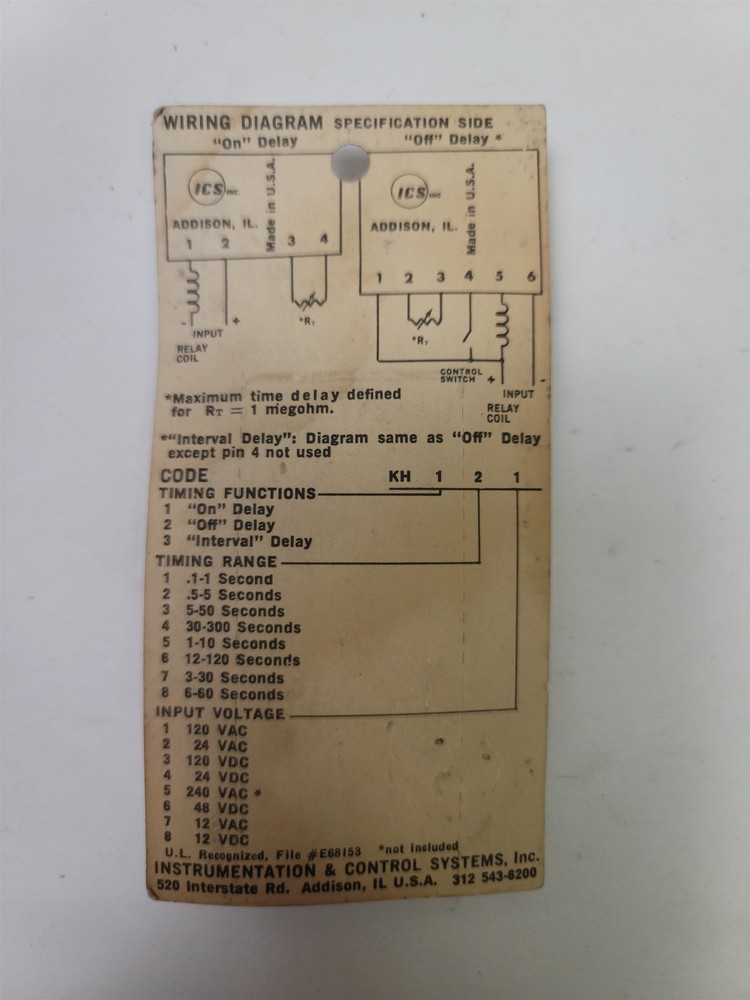 WIRING DIAGRAM SPECIFICATION SIDE
"On" Delay
"Off" Delay *
ICS INC.
ADDISON, IL.
Made in U.S.A.
1 2 3 4
- INPUT +
*RT
RELAY
COIL
ICS INC.
ADDISON, IL.
Made in U.S.A.
1 2 3 4 5 6
*RT
CONTROL
SWITCH
+ -
INPUT
RELAY
COIL
*Maximum time delay defined
for RT = 1 megohm.
*"Interval Delay": Diagram same as "Off" Delay
except pin 4 not used
CODE KH 1 2 1
TIMING FUNCTIONS
1 "On" Delay
2 "Off" Delay
3 "Interval" Delay
TIMING RANGE
1 .1-1 Second
2 .5-5 Seconds
3 5-50 Seconds
4 30-300 Seconds
5 1-10 Seconds
6 12-120 Seconds
7 3-30 Seconds
8 6-60 Seconds
INPUT VOLTAGE
1 120 VAC
2 24 VAC
3 120 VDC
4 24 VDC
5 240 VAC *
6 48 VDC
7 12 VAC
8 12 VDC
U.L. Recognized, File #E68153 *not included
INSTRUMENTATION & CONTROL SYSTEMS, Inc.
520 Interstate Rd. Addison, IL U.S.A. 312 543-6200